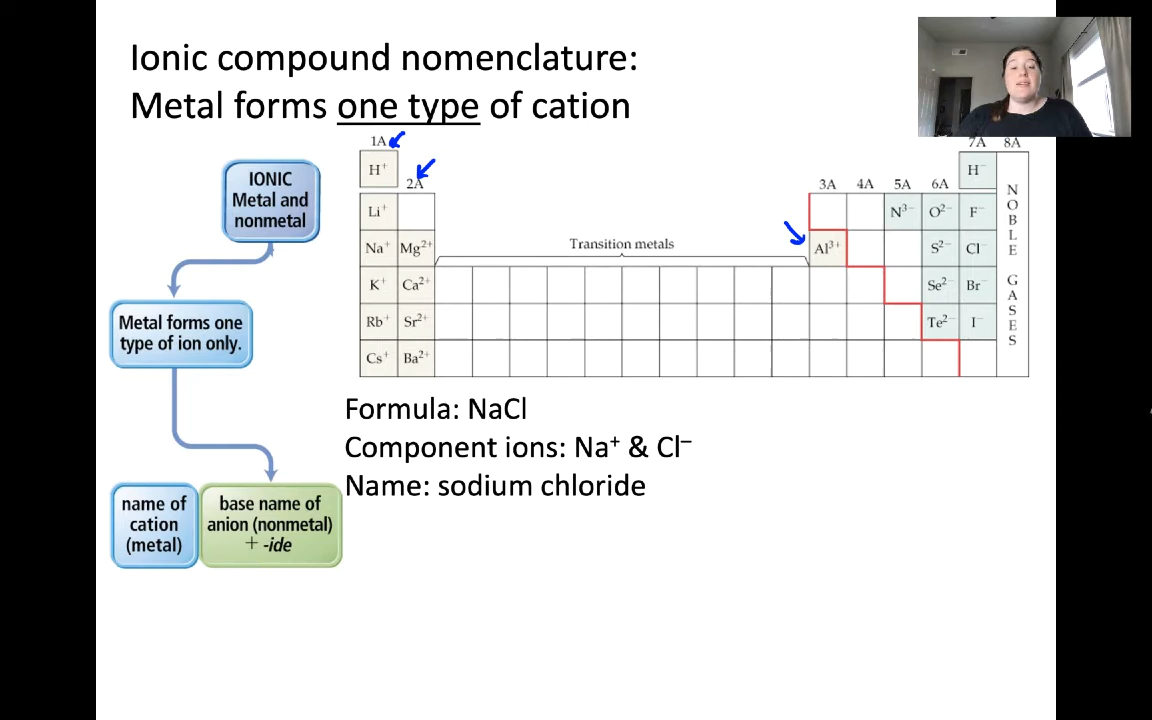 Ionic compound nomenclature:
Metal forms one type of cation
IONIC
Metal and
nonmetal
Metal forms one
type of ion only.
name of
cation
(metal)
base name of
anion (nonmetal)
+ -ide
1A 7A 8A
H⁺ H⁻
2A 3A 4A 5A 6A
Li⁺ N³⁻ O²⁻ F⁻
Na⁺ Mg²⁺ Transition metals Al³⁺ S²⁻ Cl⁻
K⁺ Ca²⁺ Se²⁻ Br⁻
Rb⁺ Sr²⁺ Te²⁻ I⁻
Cs⁺ Ba²⁺
NOBLE GASES
Formula: NaCl
Component ions: Na⁺ & Cl⁻
Name: sodium chloride